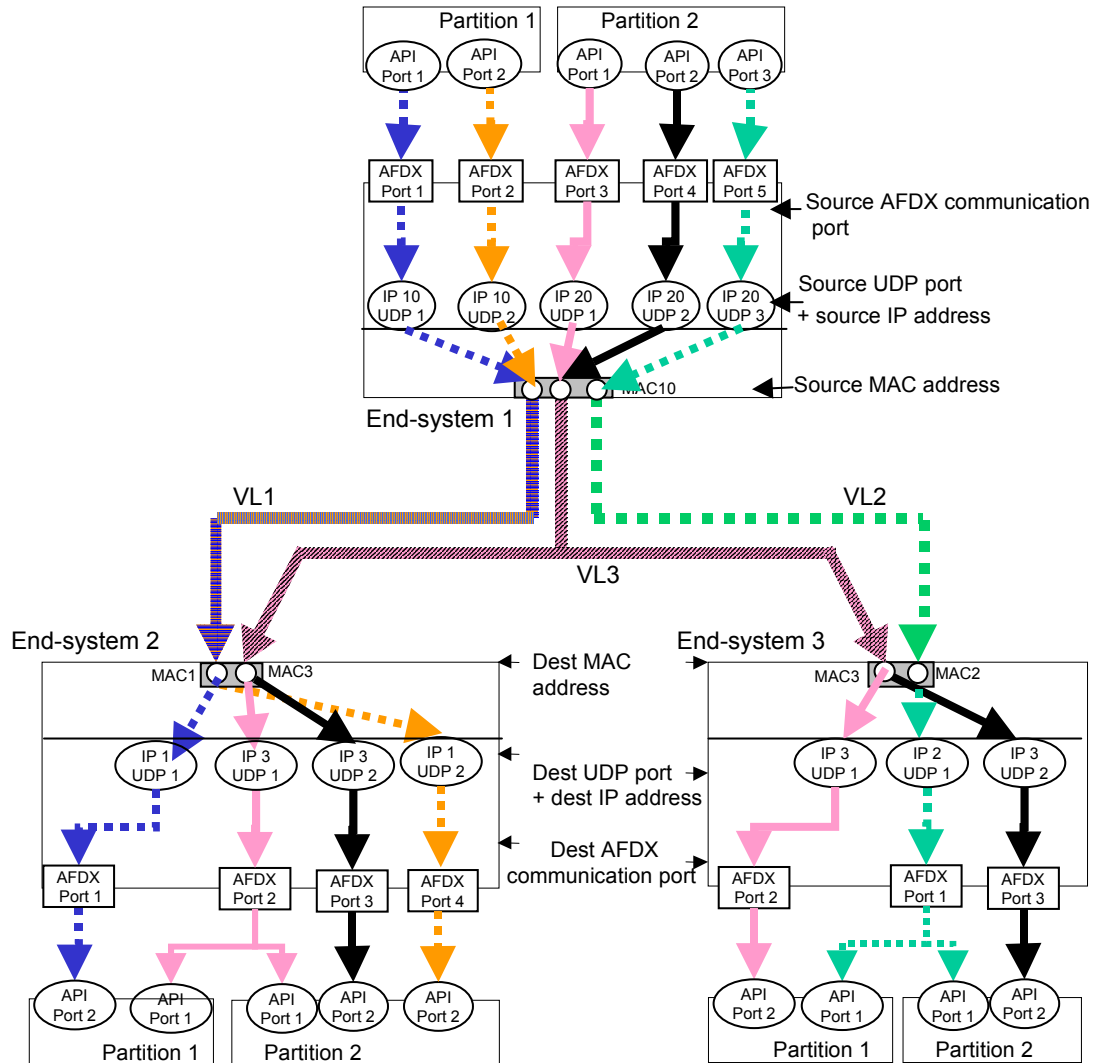 Partition 1
Partition 2
API
Port 1
API
Port 2
API
Port 1
API
Port 2
API
Port 3
AFDX
Port 1
AFDX
Port 2
AFDX
Port 3
AFDX
Port 4
AFDX
Port 5
Source AFDX communication
port
IP 10
UDP 1
IP 10
UDP 2
IP 20
UDP 1
IP 20
UDP 2
IP 20
UDP 3
Source UDP port
+ source IP address
MAC10
Source MAC address
End-system 1
VL1
VL2
VL3
End-system 2
End-system 3
MAC1
MAC3
Dest MAC
address
MAC3
MAC2
IP 1
UDP 1
IP 3
UDP 1
IP 3
UDP 2
IP 1
UDP 2
Dest UDP port
+ dest IP address
IP 3
UDP 1
IP 2
UDP 1
IP 3
UDP 2
Dest AFDX
communication port
AFDX
Port 1
AFDX
Port 2
AFDX
Port 3
AFDX
Port 4
AFDX
Port 2
AFDX
Port 1
AFDX
Port 3
API
Port 2
API
Port 1
API
Port 1
API
Port 2
API
Port 2
API
Port 2
API
Port 1
API
Port 1
API
Port 2
Partition 1
Partition 2
Partition 1
Partition 2